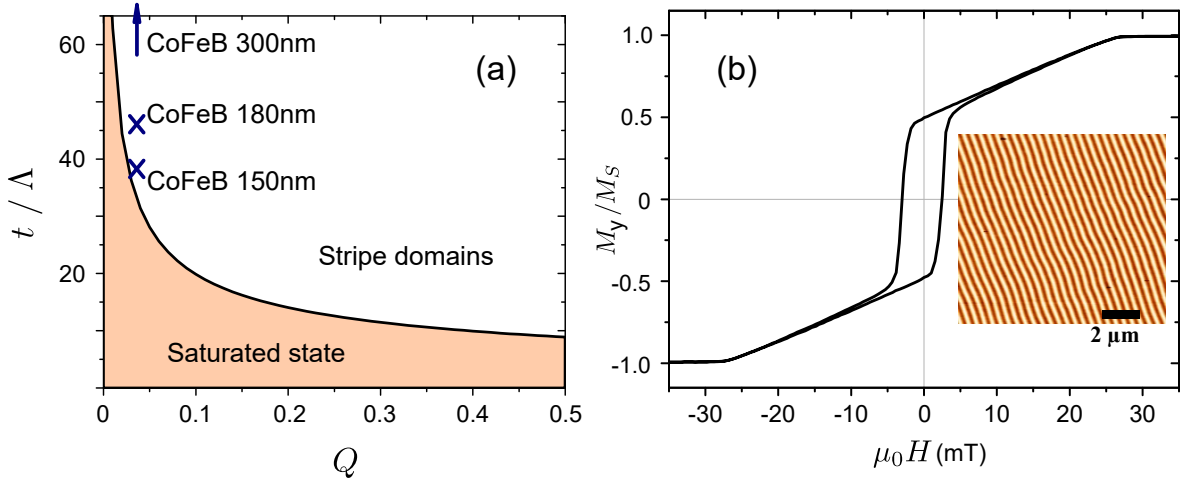 (a)
CoFeB 300nm
CoFeB 180nm
CoFeB 150nm
Stripe domains
Saturated state
t / Λ
60
40
20
0
0.1
0.2
0.3
0.4
0.5
Q
(b)
M_y/M_S
1.0
0.5
0
-0.5
-1.0
2 µm
-30
-20
-10
0
10
20
30
μ₀H (mT)